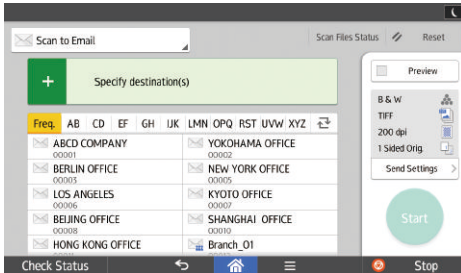 Scan to Email
Scan Files Status
Reset
+ Specify destination(s)
Preview
Freq. AB CD EF GH IJK LMN OPQ RST UVW XYZ
B & W
TIFF
200 dpi
1 Sided Orig.
Send Settings >
Start
ABCD COMPANY
00001
YOKOHAMA OFFICE
00002
BERLIN OFFICE
00003
NEW YORK OFFICE
00005
LOS ANGELES
00006
KYOTO OFFICE
00007
BEIJING OFFICE
00008
SHANGHAI OFFICE
00010
HONG KONG OFFICE
Branch_01
Check Status
Stop